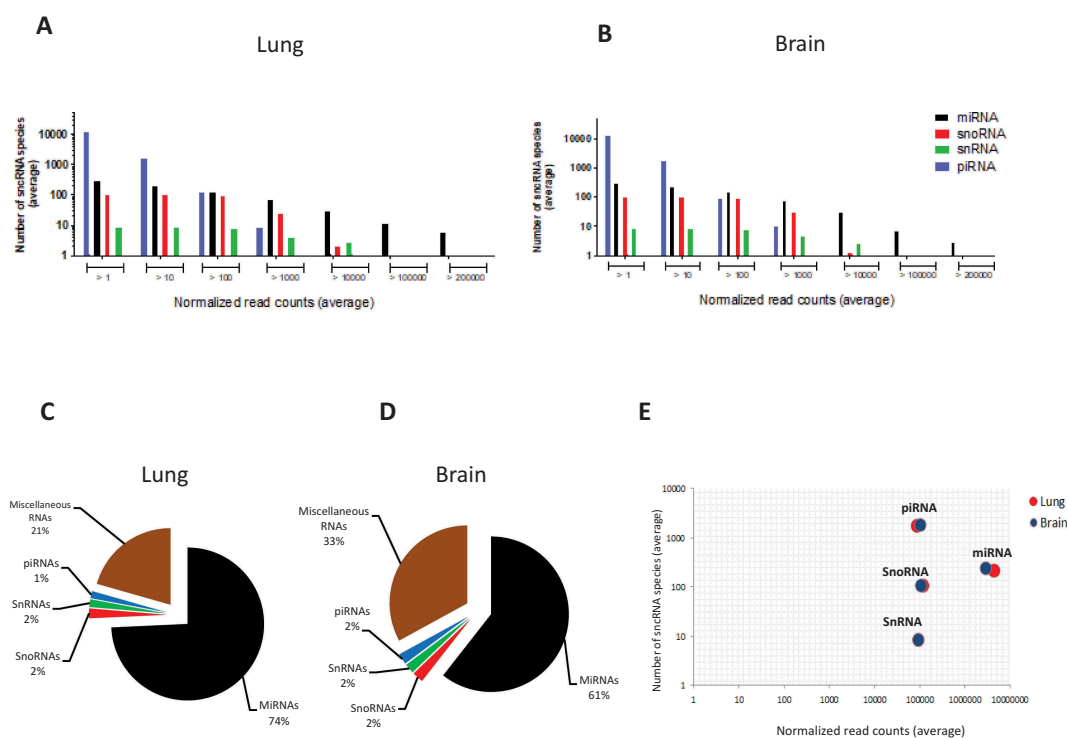 A
Lung
Number of sncRNA species
(average)
10000
1000
100
10
1
> 1
> 10
> 100
> 1000
> 10000
> 100000
> 200000
Normalized read counts (average)
B
Brain
Number of sncRNA species
(average)
10000
1000
100
10
1
> 1
> 10
> 100
> 1000
> 10000
> 100000
> 200000
Normalized read counts (average)
miRNA
snoRNA
snRNA
piRNA
C
Lung
Miscellaneous
RNAs
21%
piRNAs
1%
SnRNAs
2%
SnoRNAs
2%
MiRNAs
74%
D
Brain
Miscellaneous
RNAs
33%
piRNAs
2%
SnRNAs
2%
SnoRNAs
2%
MiRNAs
61%
E
Number of sncRNA species (average)
10000
1000
100
10
1
piRNA
miRNA
SnoRNA
SnRNA
1
10
100
1000
10000
100000
1000000
10000000
Normalized read counts (average)
Lung
Brain